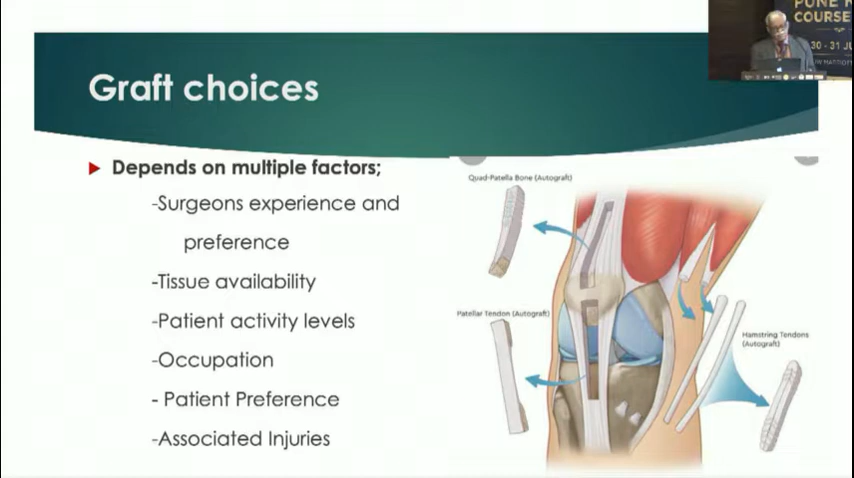 PUNE
COURSE
30 - 31 JU
Graft choices
Depends on multiple factors;
-Surgeons experience and
preference
-Tissue availability
-Patient activity levels
-Occupation
- Patient Preference
-Associated Injuries
Quad-Patella Bone (Autograft)
Patellar Tendon (Autograft)
Hamstring Tendons
(Autograft)